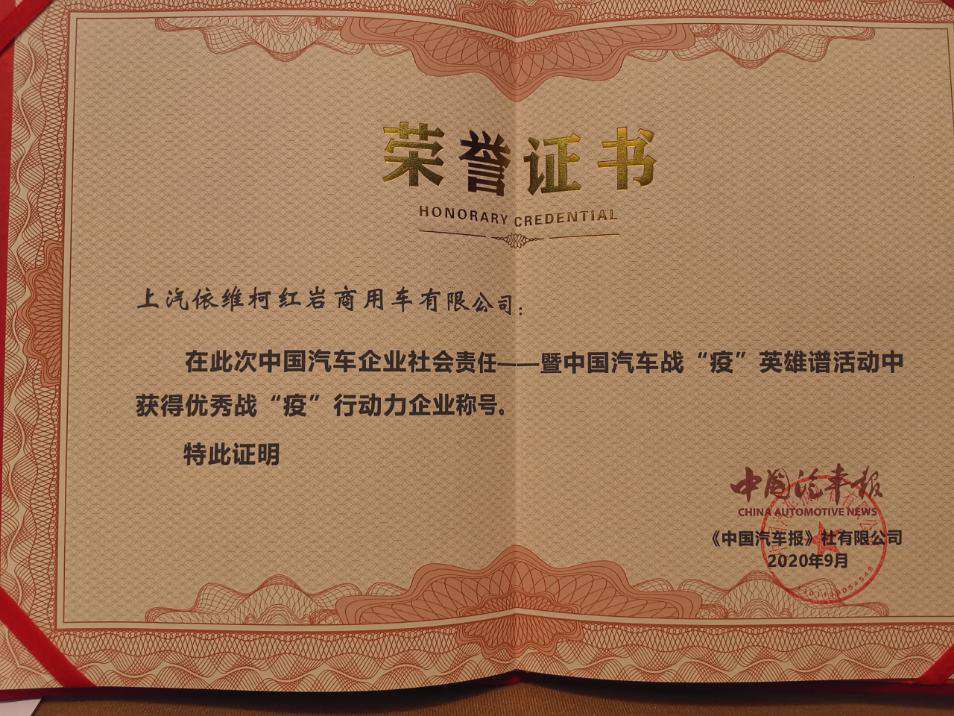 荣誉证书
HONORARY CREDENTIAL
上汽依维柯红岩商用车有限公司：
在此次中国汽车企业社会责任——暨中国汽车战“疫”英雄谱活动中
获得优秀战“疫”行动力企业称号。
特此证明
中国汽车报
CHINA AUTOMOTIVE NEWS
《中国汽车报》社有限公司
2020年9月